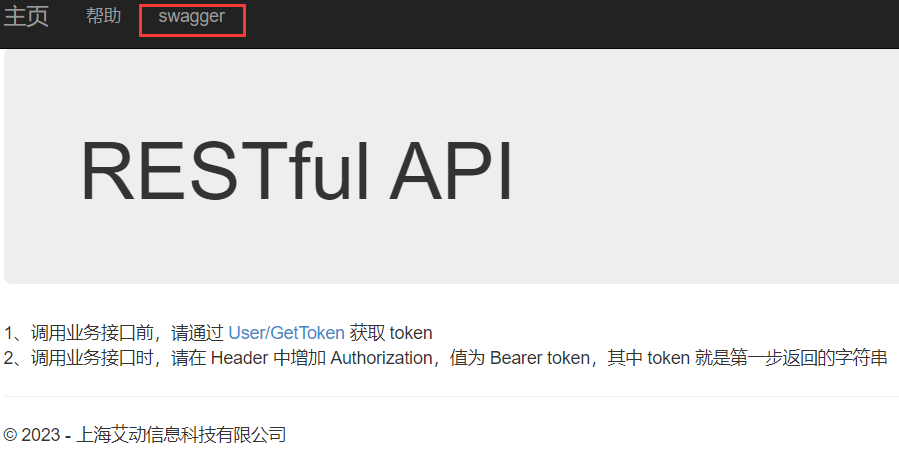 主页 帮助 swagger
RESTful API
1、调用业务接口前，请通过 User/GetToken 获取 token
2、调用业务接口时，请在 Header 中增加 Authorization，值为 Bearer token，其中 token 就是第一步返回的字符串
© 2023 - 上海艾动信息科技有限公司